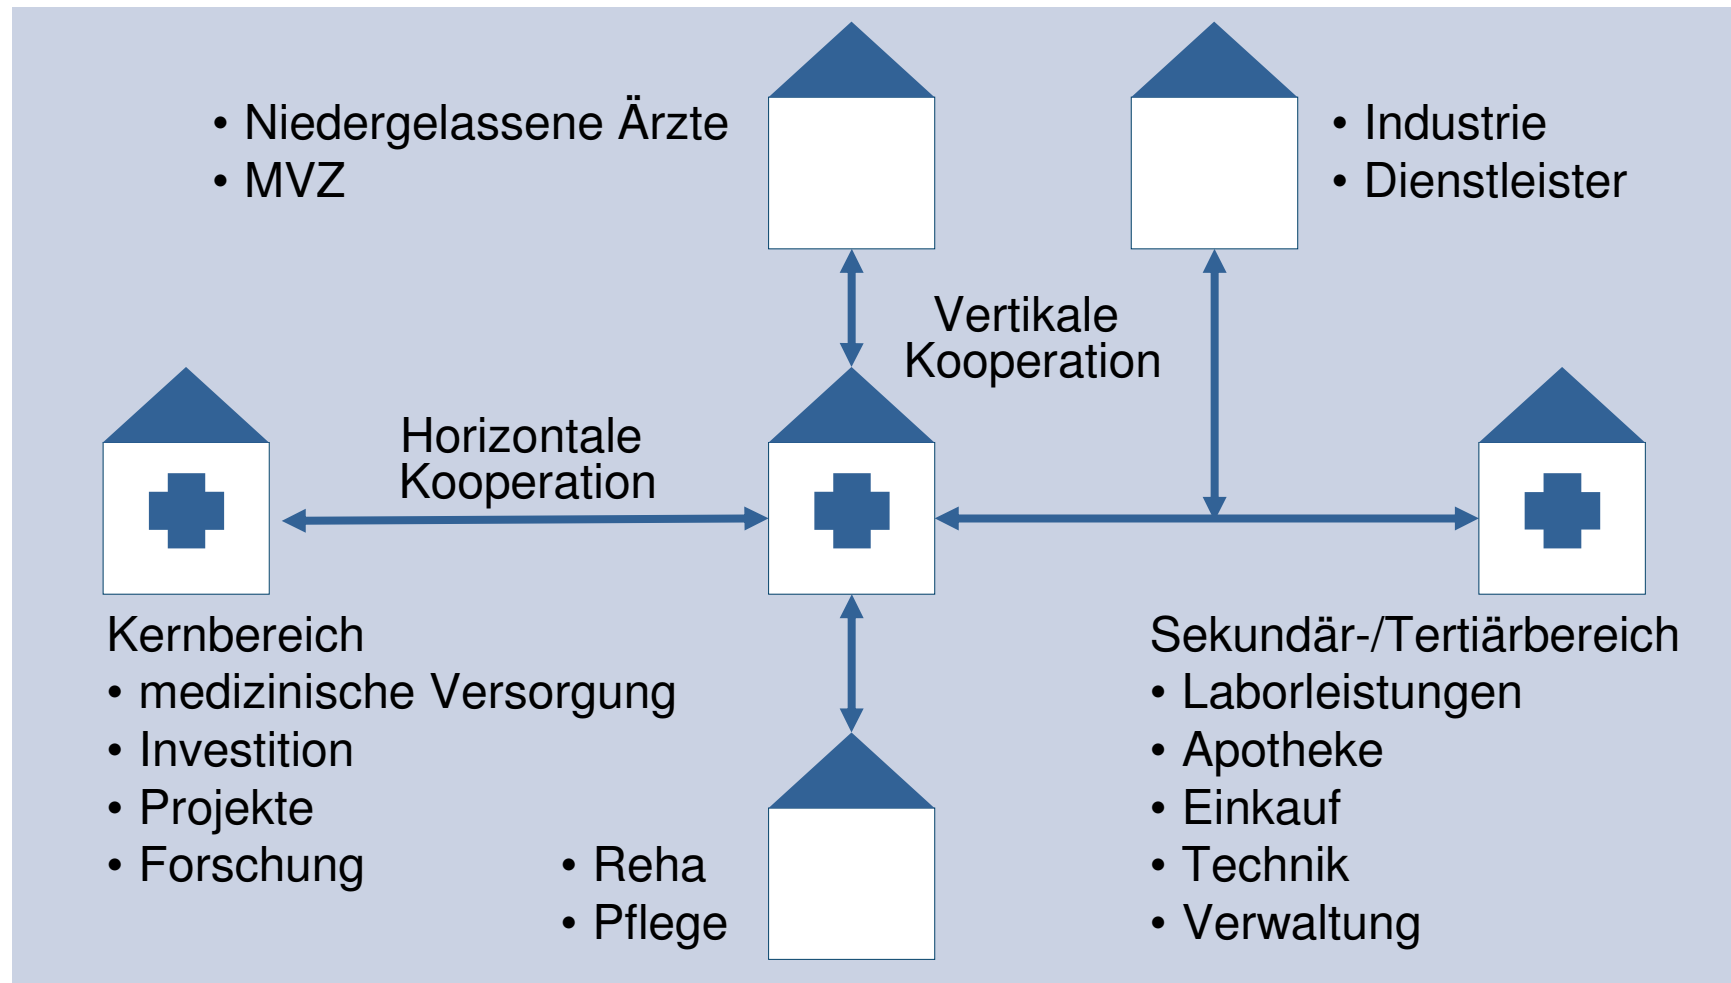 • Niedergelassene Ärzte
• MVZ
• Industrie
• Dienstleister
Vertikale
Kooperation
Horizontale
Kooperation
Kernbereich
• medizinische Versorgung
• Investition
• Projekte
• Forschung
• Reha
• Pflege
Sekundär-/Tertiärbereich
• Laborleistungen
• Apotheke
• Einkauf
• Technik
• Verwaltung